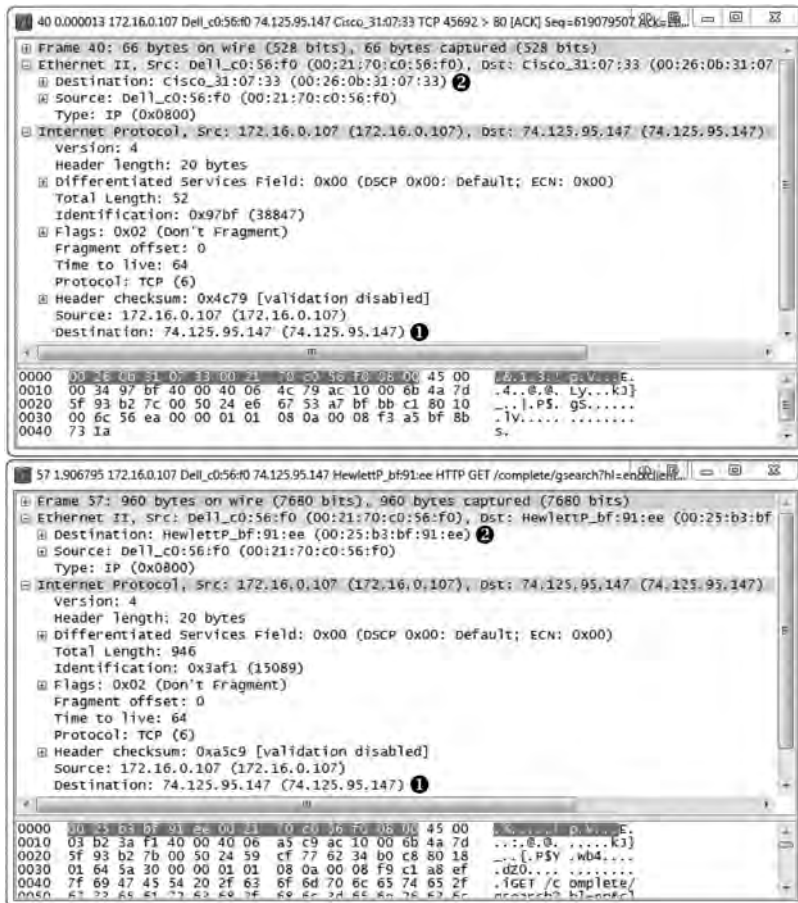 40 0.000013 172.16.0.107 Dell_c0:56:f0 74.125.95.147 Cisco_31:07:33 TCP 45692 > 80 [ACK] Seq=619079507
Frame 40: 66 bytes on wire (528 bits), 66 bytes captured (528 bits)
Ethernet II, Src: Dell_c0:56:f0 (00:21:70:c0:56:f0), Dst: Cisco_31:07:33 (00:26:0b:31:07
Destination: Cisco_31:07:33 (00:26:0b:31:07:33) 2
Source: Dell_c0:56:f0 (00:21:70:c0:56:f0)
Type: IP (0x0800)
Internet Protocol, Src: 172.16.0.107 (172.16.0.107), Dst: 74.125.95.147 (74.125.95.147)
Version: 4
Header length: 20 bytes
Differentiated Services Field: 0x00 (DSCP 0x00: Default; ECN: 0x00)
Total Length: 52
Identification: 0x97bf (38847)
Flags: 0x02 (Don't Fragment)
Fragment offset: 0
Time to live: 64
Protocol: TCP (6)
Header checksum: 0x4c79 [validation disabled]
Source: 172.16.0.107 (172.16.0.107)
Destination: 74.125.95.147 (74.125.95.147) 1
0000 00 26 0b 31 07 33 00 21 70 c0 56 f0 08 00 45 00 .&.1.3.! p.V...E.
0010 00 34 97 bf 40 00 40 06 4c 79 ac 10 00 6b 4a 7d .4..@.@. Ly...kJ}
0020 5f 93 b2 7c 00 50 24 e6 67 53 a7 bf bb c1 80 10 _..|.P$. gS......
0030 00 6c 56 ea 00 00 01 01 08 0a 00 08 f3 a5 bf 8b .lV..... ........
0040 73 1a s.
57 1.906795 172.16.0.107 Dell_c0:56:f0 74.125.95.147 HewlettP_bf:91:ee HTTP GET /complete/gsearch?hl=en&client...
Frame 57: 960 bytes on wire (7680 bits), 960 bytes captured (7680 bits)
Ethernet II, Src: Dell_c0:56:f0 (00:21:70:c0:56:f0), Dst: HewlettP_bf:91:ee (00:25:b3:bf
Destination: HewlettP_bf:91:ee (00:25:b3:bf:91:ee) 2
Source: Dell_c0:56:f0 (00:21:70:c0:56:f0)
Type: IP (0x0800)
Internet Protocol, Src: 172.16.0.107 (172.16.0.107), Dst: 74.125.95.147 (74.125.95.147)
Version: 4
Header length: 20 bytes
Differentiated Services Field: 0x00 (DSCP 0x00: Default; ECN: 0x00)
Total Length: 946
Identification: 0x3af1 (15089)
Flags: 0x02 (Don't Fragment)
Fragment offset: 0
Time to live: 64
Protocol: TCP (6)
Header checksum: 0xa5c9 [validation disabled]
Source: 172.16.0.107 (172.16.0.107)
Destination: 74.125.95.147 (74.125.95.147) 1
0000 00 25 b3 bf 91 ee 00 21 70 c0 56 f0 08 00 45 00 .%.....! p.V...E.
0010 03 b2 3a f1 40 00 40 06 a5 c9 ac 10 00 6b 4a 7d ..:.@.@. .....kJ}
0020 5f 93 b2 7b 00 50 24 59 cf 77 62 34 b0 c8 80 18 _..{.P$Y .wb4....
0030 01 64 5a 30 00 00 01 01 08 0a 00 08 f9 c1 a8 ef .dZ0.... ........
0040 7f 69 47 45 54 20 2f 63 6f 6d 70 6c 65 74 65 2f .iGET /c omplete/